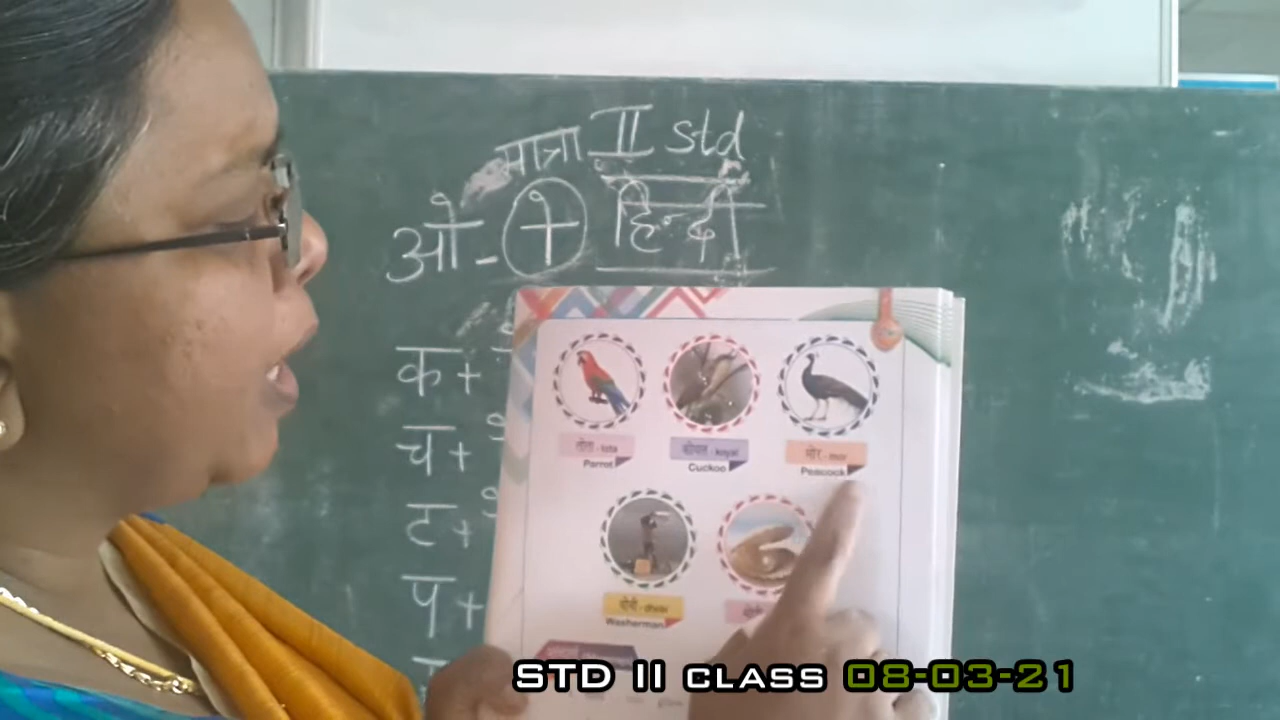 मात्रा II Std
ओ - ो हिन्दी
क +
च +
ट +
प +
तोता - tota
Parrot
कोयल - koyal
Cuckoo
मोर - mor
Peacock
धोबी - dhobi
Washerman
STD II CLASS 08-03-21